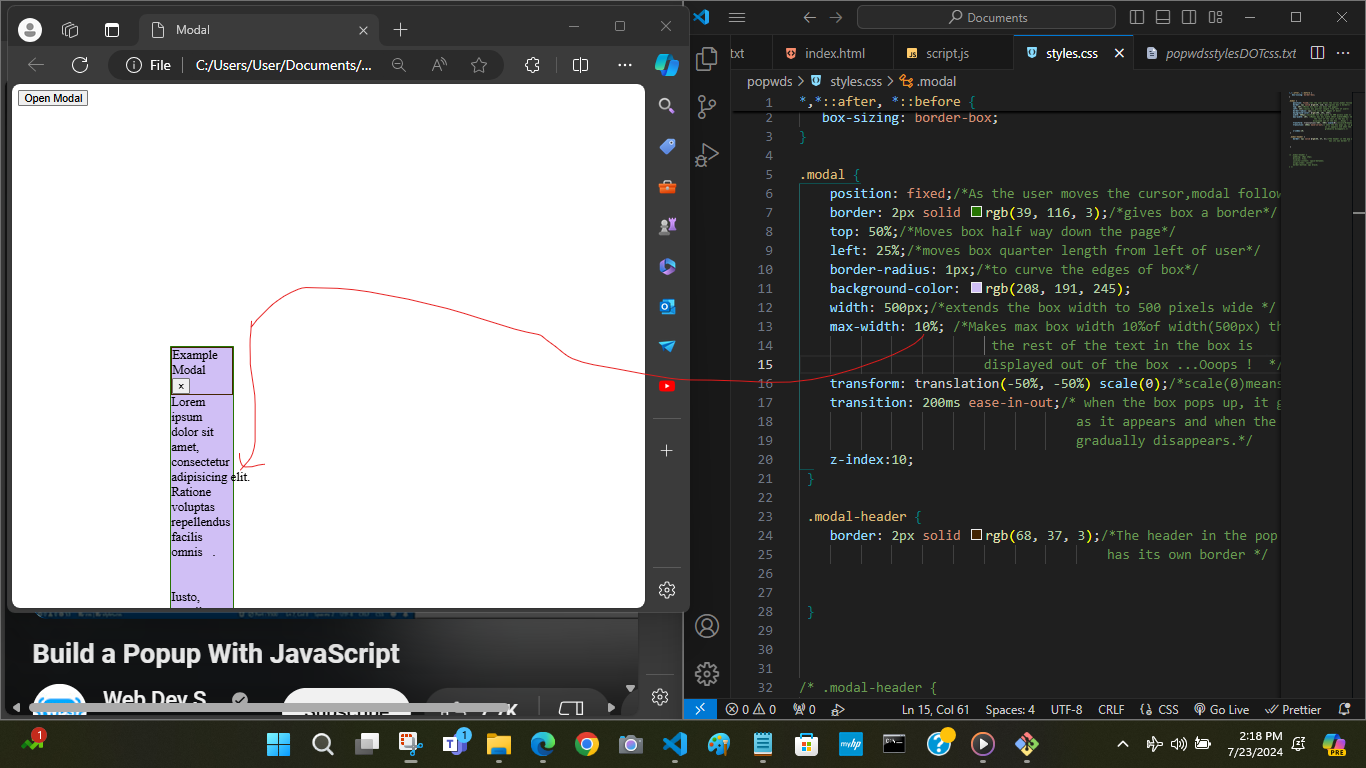 Modal
File
C:/Users/User/Documents/...
Open Modal
Example
Modal
×
Lorem
ipsum
dolor sit
amet,
consectetur
adipisicing elit.
Ratione
voluptas
repellendus
facilis
omnis .
Iusto,
Build a Popup With JavaScript
Web Dev S
Documents
txt
index.html
script.js
styles.css
popwdsstylesDOTcss.txt
popwds > styles.css > .modal
1 *,*::after, *::before {
2 box-sizing: border-box;
3 }
4
5 .modal {
6 position: fixed;/*As the user moves the cursor,modal follow
7 border: 2px solid rgb(39, 116, 3);/*gives box a border*/
8 top: 50%;/*Moves box half way down the page*/
9 left: 25%;/*moves box quarter length from left of user*/
10 border-radius: 1px;/*to curve the edges of box*/
11 background-color: rgb(208, 191, 245);
12 width: 500px;/*extends the box width to 500 pixels wide */
13 max-width: 10%; /*Makes max box width 10%of width(500px) th
14 the rest of the text in the box is
15 displayed out of the box ...Ooops ! */
16 transform: translation(-50%, -50%) scale(0);/*scale(0)means
17 transition: 200ms ease-in-out;/* when the box pops up, it g
18 as it appears and when the
19 gradually disappears.*/
20 z-index:10;
21 }
22
23 .modal-header {
24 border: 2px solid rgb(68, 37, 3);/*The header in the pop
25 has its own border */
26
27
28 }
29
30
31
32 /* .modal-header {
0 0 0
Ln 15, Col 61
Spaces: 4
UTF-8
CRLF
{} CSS
Go Live
Prettier
1
1
2:18 PM
7/23/2024